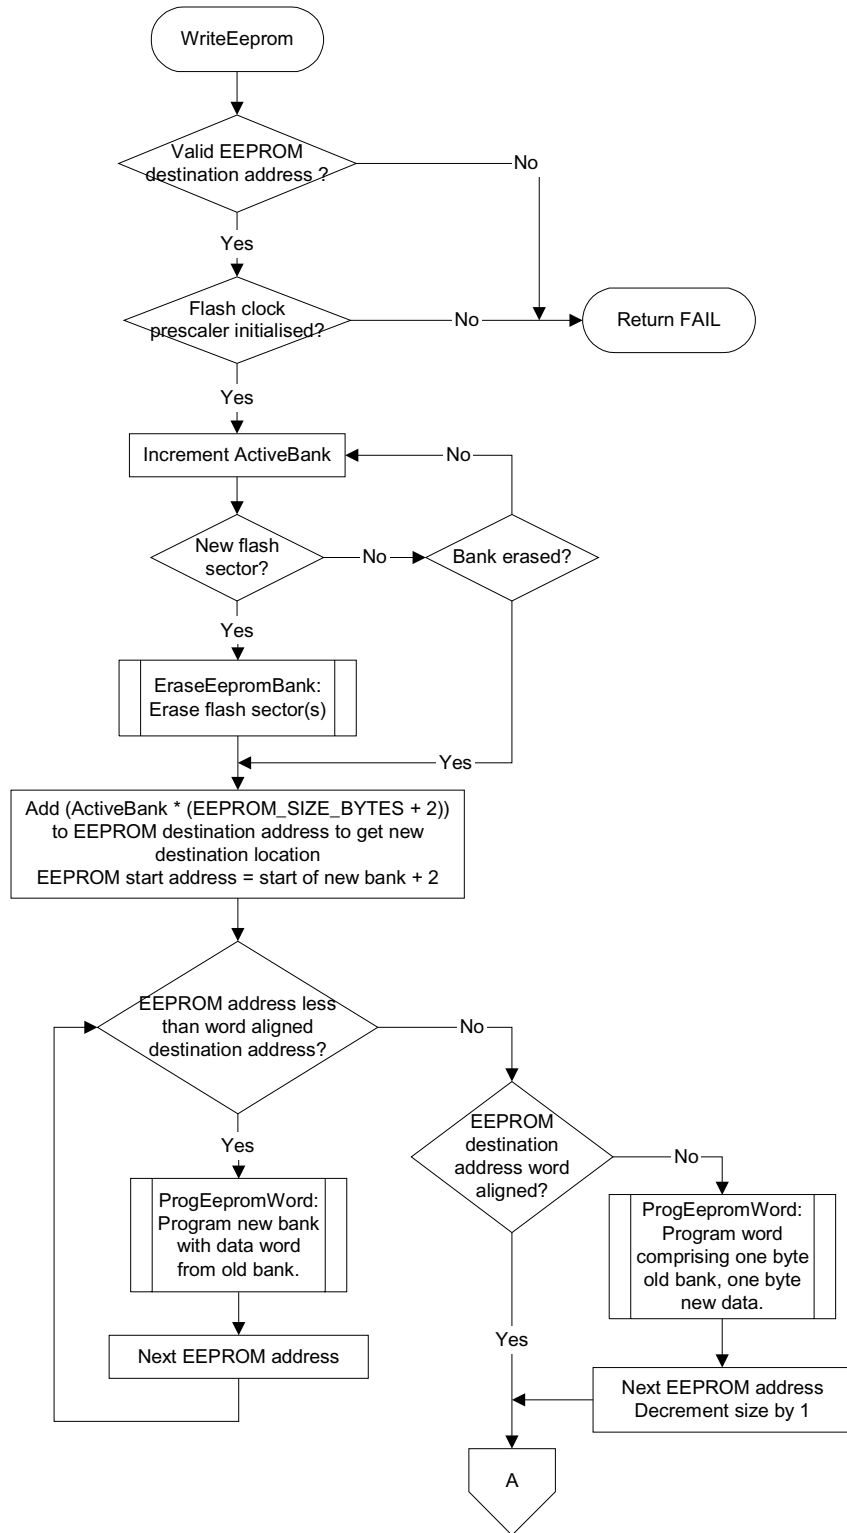 WriteEeprom
Valid EEPROM
destination address ?
No
Yes
Flash clock
prescaler initialised?
No
Return FAIL
Yes
Increment ActiveBank
No
New flash
sector?
No
Bank erased?
Yes
EraseEepromBank:
Erase flash sector(s)
Yes
Add (ActiveBank * (EEPROM_SIZE_BYTES + 2))
to EEPROM destination address to get new
destination location
EEPROM start address = start of new bank + 2
EEPROM address less
than word aligned
destination address?
No
Yes
EEPROM
destination
address word
aligned?
No
ProgEepromWord:
Program new bank
with data word
from old bank.
ProgEepromWord:
Program word
comprising one byte
old bank, one byte
new data.
Next EEPROM address
Yes
Next EEPROM address
Decrement size by 1
A